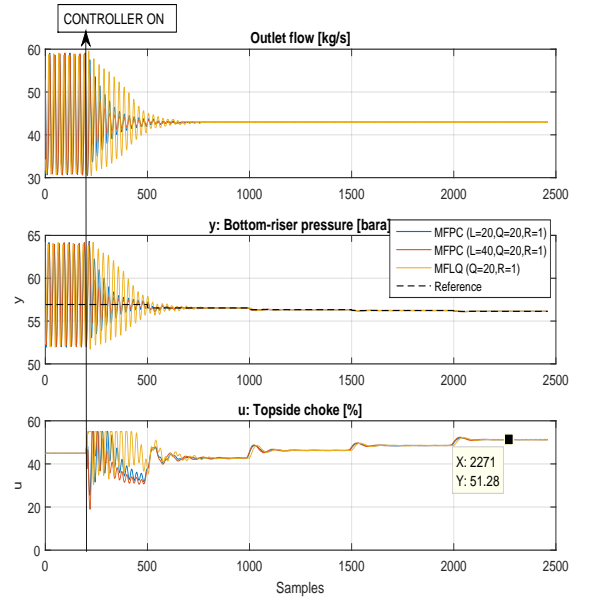 CONTROLLER ON
Outlet flow [kg/s]
60
50
40
30
0 500 1000 1500 2000 2500
y: Bottom-riser pressure [bara]
65
60
55
50
y
MFPC (L=20,Q=20,R=1)
MFPC (L=40,Q=20,R=1)
MFLQ (Q=20,R=1)
Reference
0 500 1000 1500 2000 2500
u: Topside choke [%]
60
40
20
0
u
X: 2271
Y: 51.28
0 500 1000 1500 2000 2500
Samples